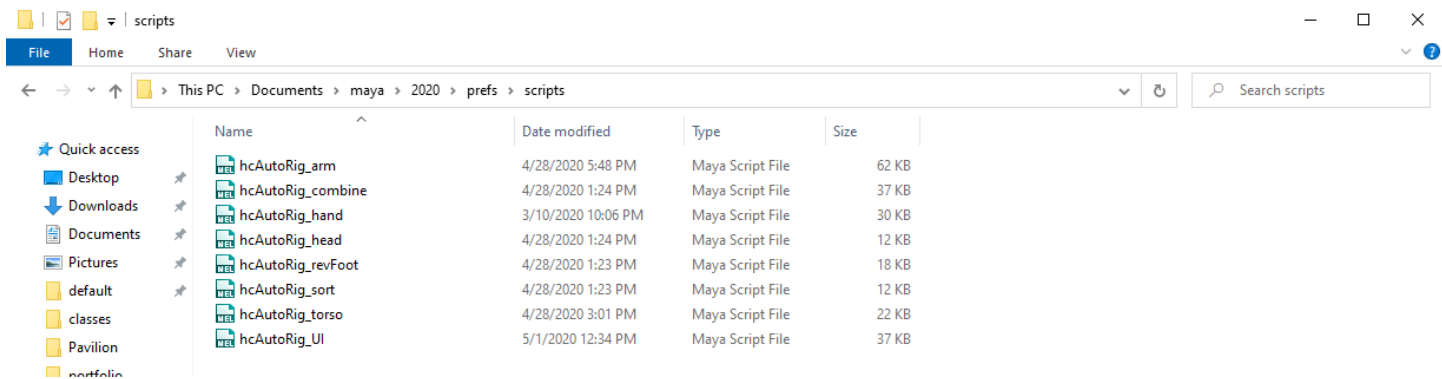 scripts
File Home Share View
This PC > Documents > maya > 2020 > prefs > scripts
Search scripts
Name Date modified Type Size
Quick access
Desktop
Downloads
Documents
Pictures
default
classes
Pavilion
portfolio
hcAutoRig_arm 4/28/2020 5:48 PM Maya Script File 62 KB
hcAutoRig_combine 4/28/2020 1:24 PM Maya Script File 37 KB
hcAutoRig_hand 3/10/2020 10:06 PM Maya Script File 30 KB
hcAutoRig_head 4/28/2020 1:24 PM Maya Script File 12 KB
hcAutoRig_revFoot 4/28/2020 1:23 PM Maya Script File 18 KB
hcAutoRig_sort 4/28/2020 1:23 PM Maya Script File 12 KB
hcAutoRig_torso 4/28/2020 3:01 PM Maya Script File 22 KB
hcAutoRig_UI 5/1/2020 12:34 PM Maya Script File 37 KB